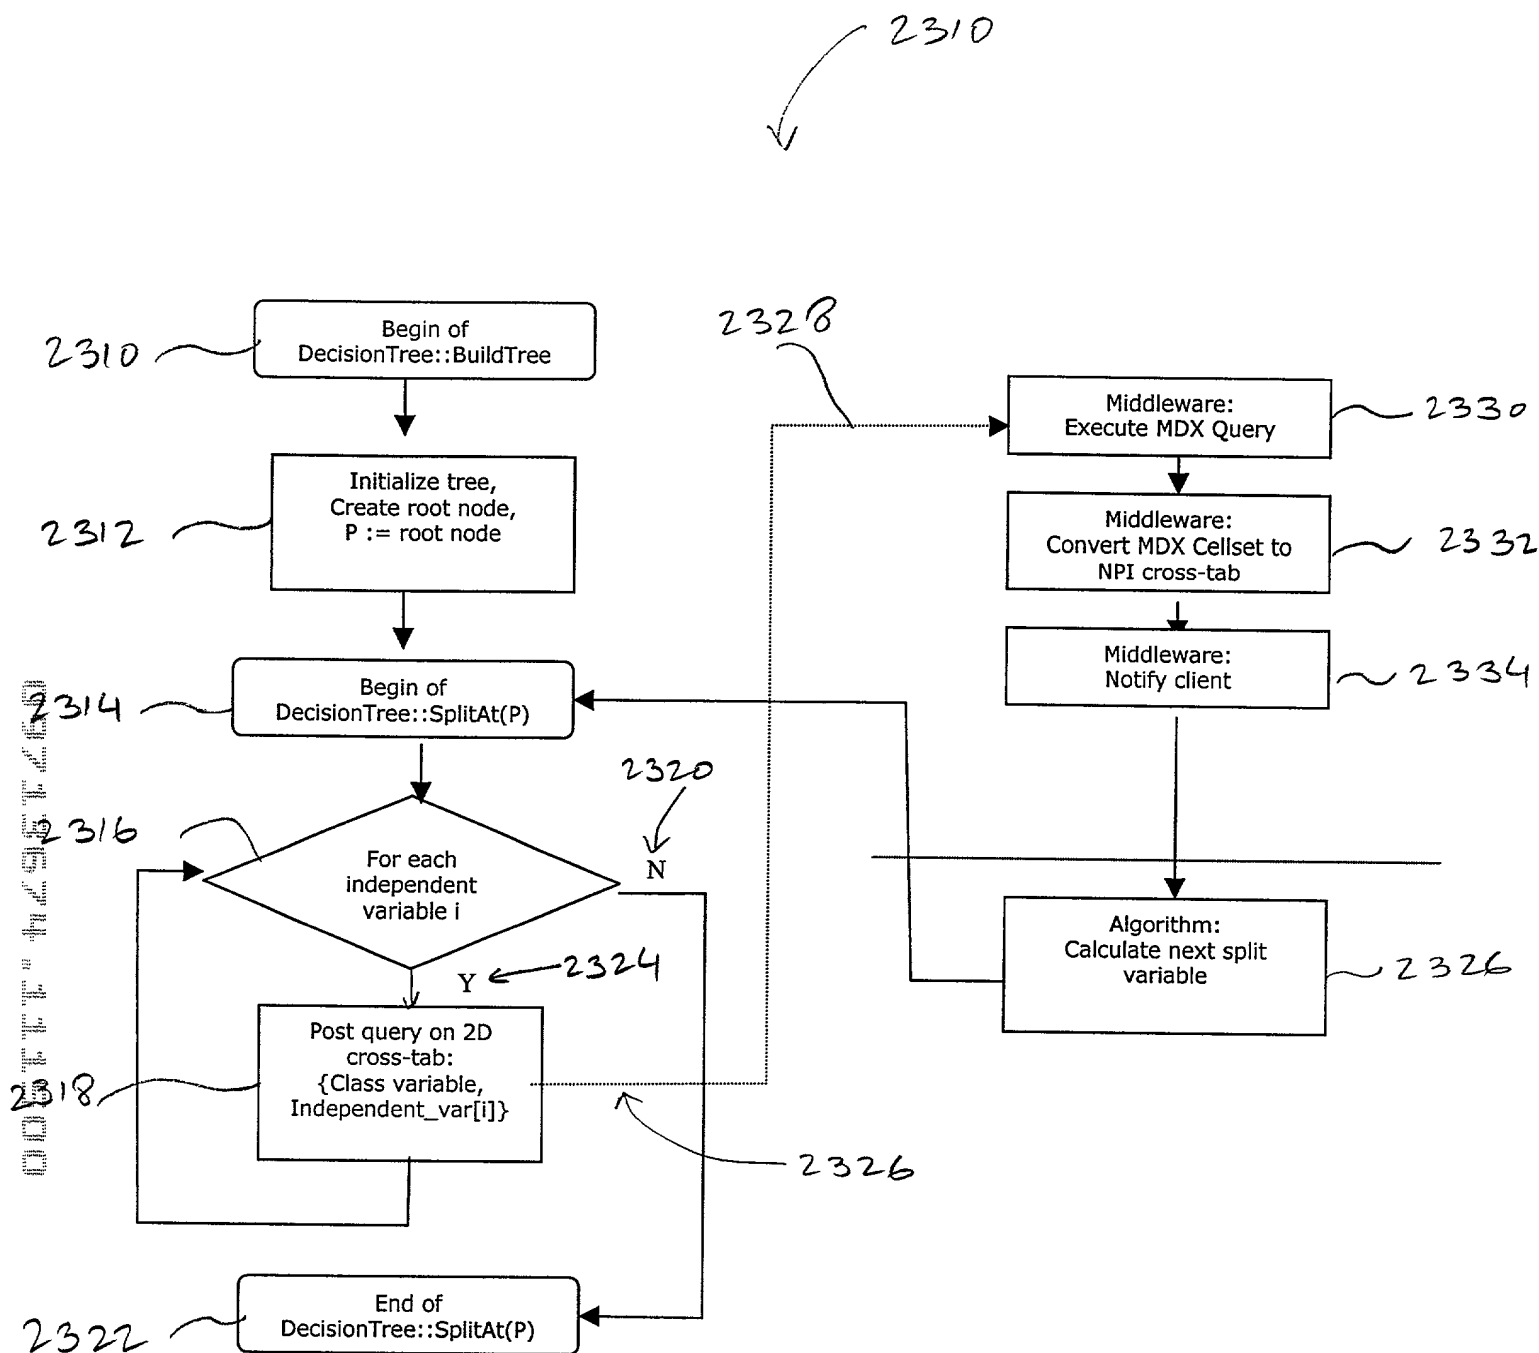 2310
Begin of
DecisionTree::BuildTree
2310
2328
Middleware:
Execute MDX Query
2330
Initialize tree,
Create root node,
P := root node
2312
Middleware:
Convert MDX Cellset to
NPI cross-tab
2332
Middleware:
Notify client
2334
Begin of
DecisionTree::SplitAt(P)
2314
2320
2316
For each
independent
variable i
N
Y
2324
Algorithm:
Calculate next split
variable
2326
Post query on 2D
cross-tab:
{Class variable,
Independent_var[i]}
2318
2326
End of
DecisionTree::SplitAt(P)
2322